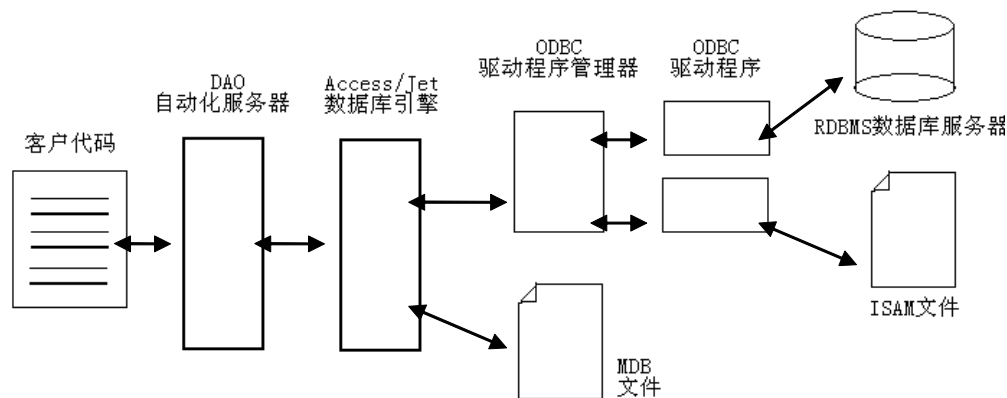 客户代码
DAO
自动化服务器
Access/Jet
数据库引擎
ODBC
驱动程序管理器
ODBC
驱动程序
RDBMS数据库服务器
ISAM文件
MDB
文件